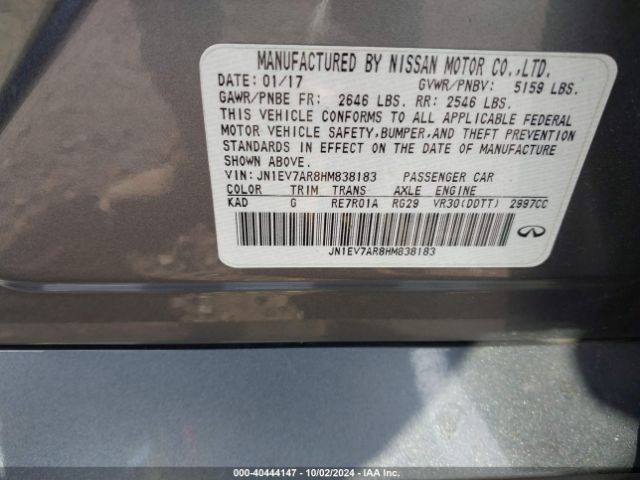 MANUFACTURED BY NISSAN MOTOR CO.,LTD.
DATE: 01/17 GVWR/PNBV: 5159 LBS.
GAWR/PNBE FR: 2646 LBS. RR: 2546 LBS.
THIS VEHICLE CONFORMS TO ALL APPLICABLE FEDERAL
MOTOR VEHICLE SAFETY,BUMPER,AND THEFT PREVENTION
STANDARDS IN EFFECT ON THE DATE OF MANUFACTURE
SHOWN ABOVE.
VIN: JN1EV7AR8HM838183 PASSENGER CAR
COLOR TRIM TRANS AXLE ENGINE
KAD G RE7R01A RG29 VR30(DDTT) 2997CC
JN1EV7AR8HM838183
000-40444147 - 10/02/2024 - IAA Inc.